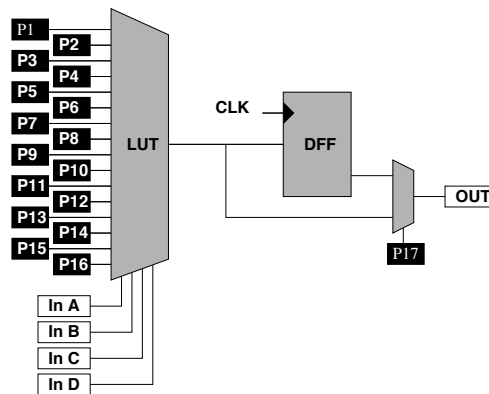 P1
P2
P3
P4
P5
P6
P7
P8
P9
P10
P11
P12
P13
P14
P15
P16
LUT
CLK
DFF
OUT
P17
In A
In B
In C
In D